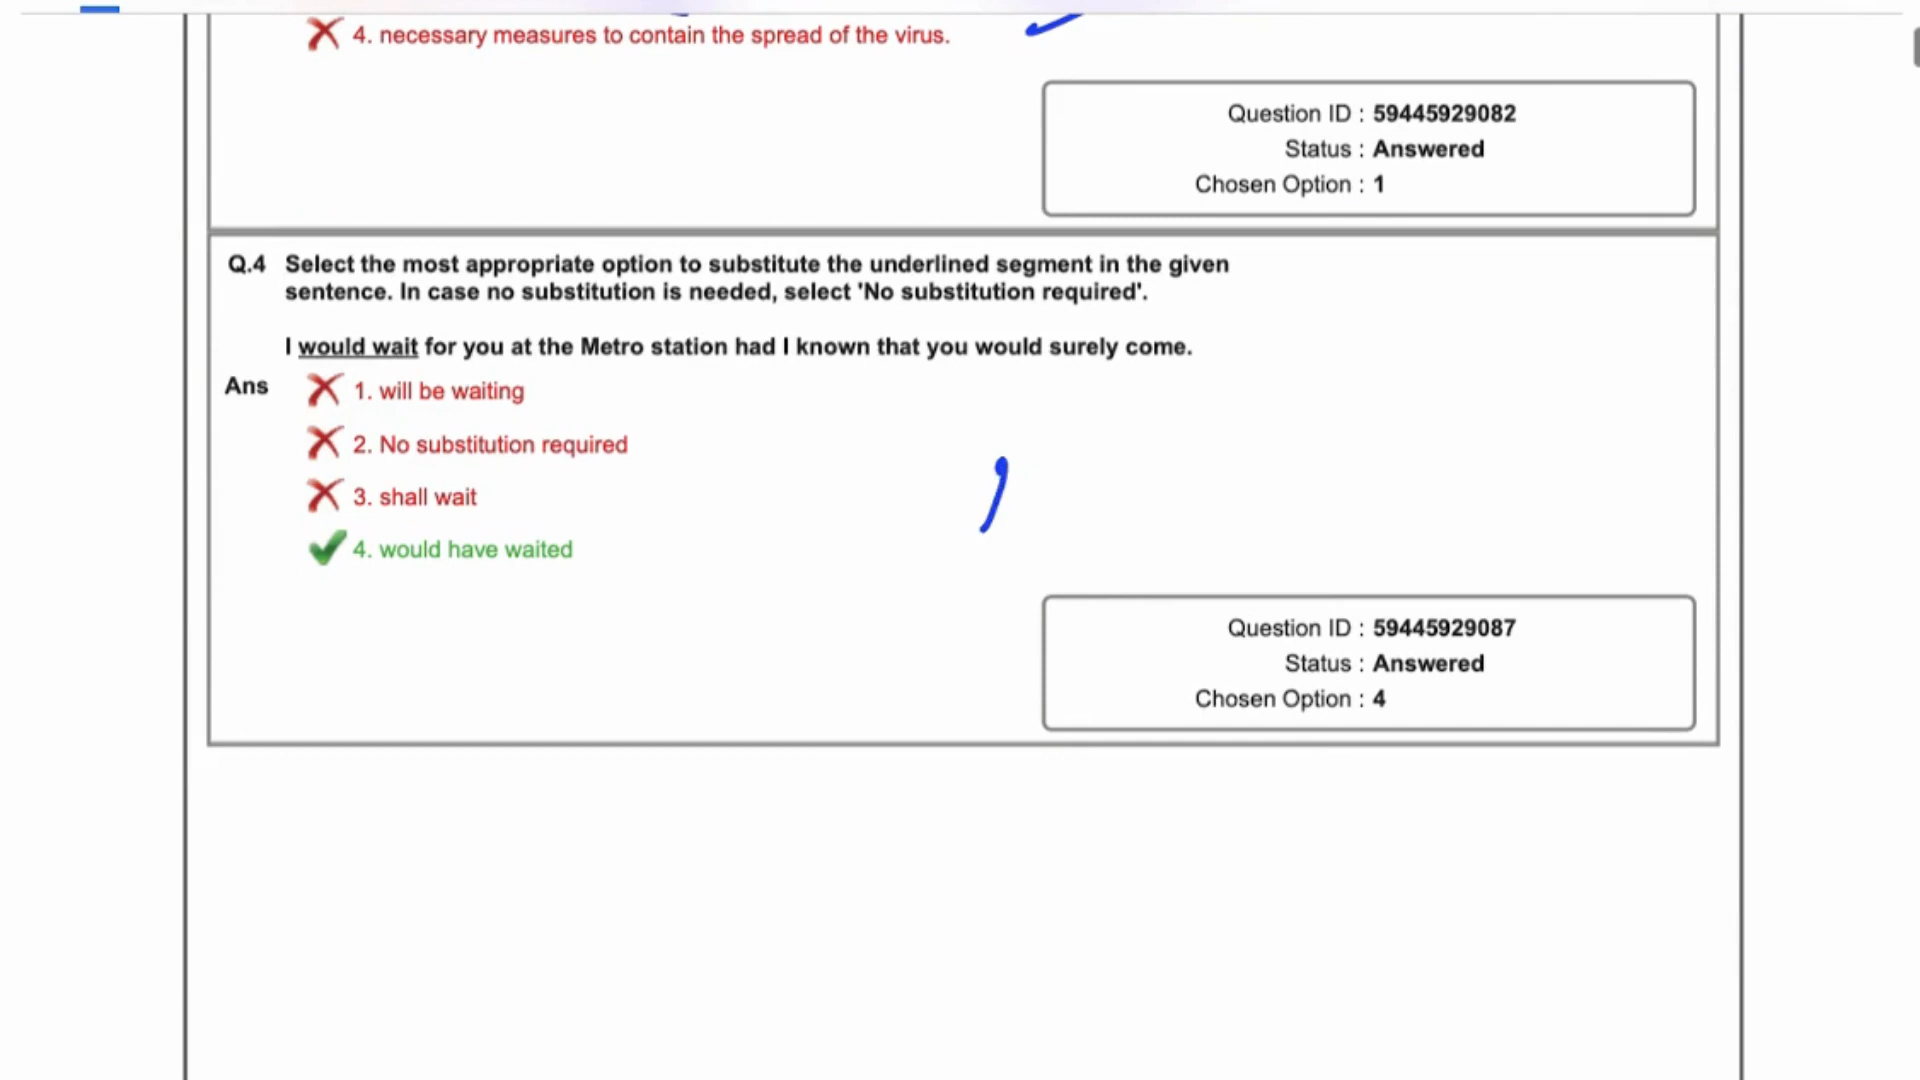 4. necessary measures to contain the spread of the virus.
Question ID : 59445929082
Status : Answered
Chosen Option : 1
Q.4 Select the most appropriate option to substitute the underlined segment in the given
sentence. In case no substitution is needed, select 'No substitution required'.
I would wait for you at the Metro station had I known that you would surely come.
Ans
1. will be waiting
2. No substitution required
3. shall wait
4. would have waited
Question ID : 59445929087
Status : Answered
Chosen Option : 4